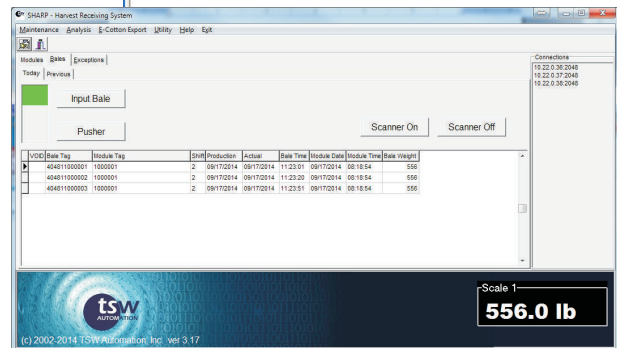 SHARP - Harvest Receiving System
Maintenance Analysis E-Cotton Export Utility Help Exit
Modules Bales Exceptions
Today Previous
Connections
10.22.0.36:2048
10.22.0.37:2048
10.22.0.38:2048
Input Bale
Pusher
Scanner On Scanner Off
VOID Bale Tag Module Tag Shift Production Actual Bale Time Module Date Module Time Bale Weight
404811000001 1000001 2 09/17/2014 09/17/2014 11:23:01 09/17/2014 08:18:54 556
404811000002 1000001 2 09/17/2014 09/17/2014 11:23:20 09/17/2014 08:18:54 556
404811000003 1000001 2 09/17/2014 09/17/2014 11:23:51 09/17/2014 08:18:54 556
tsw
AUTOMATION
Scale 1
556.0 lb
(c) 2002-2014 TSW Automation, Inc ver 3.17